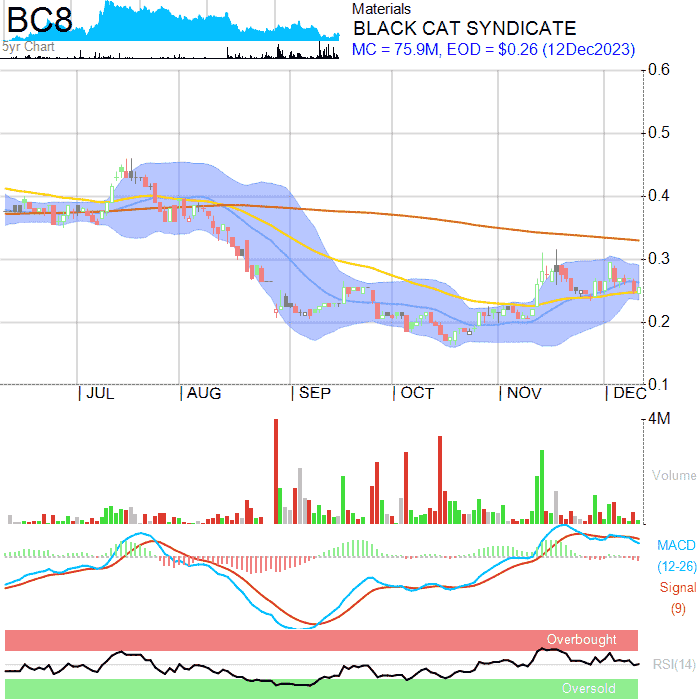 BC8
5yr Chart
Materials
BLACK CAT SYNDICATE
MC = 75.9M, EOD = $0.26 (12Dec2023)
0.6
0.5
0.4
0.3
0.2
0.1
JUL AUG SEP OCT NOV DEC
4M
Volume
MACD
(12-26)
Signal
(9)
Overbought
RSI(14)
Oversold